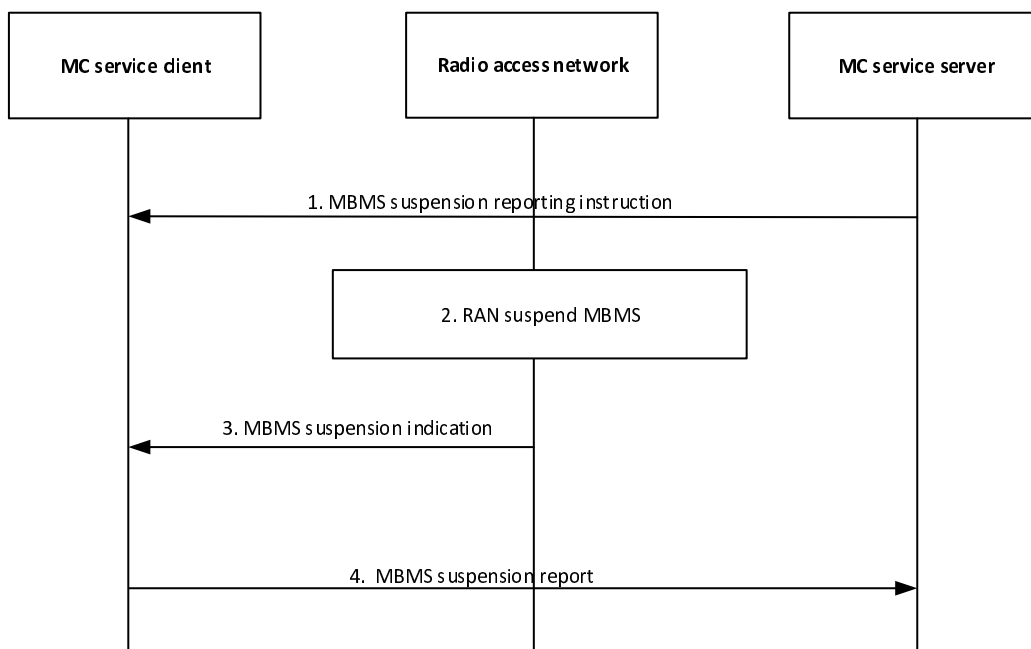 MC service client
Radio access network
MC service server
1. MBMS suspension reporting instruction
2. RAN suspend MBMS
3. MBMS suspension indication
4. MBMS suspension report